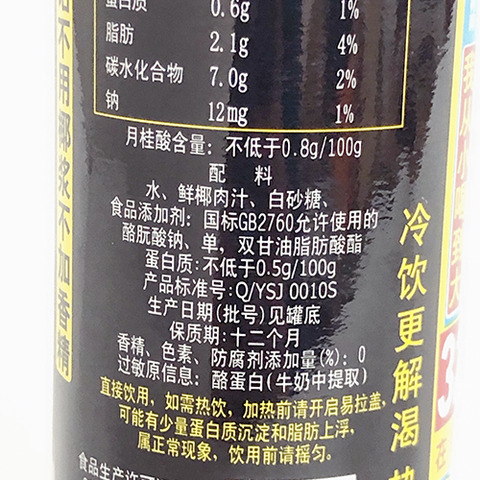 蛋白质 0.6g 1%
脂肪 2.1g 4%
碳水化合物 7.0g 2%
钠 12mg 1%
月桂酸含量: 不低于0.8g/100g
配 料
水、鲜椰肉汁、白砂糖、
食品添加剂: 国标GB2760允许使用的
酪朊酸钠、单,双甘油脂肪酸酯
蛋白质:不低于0.5g/100g
产品标准号:Q/YSJ 0010S
生产日期(批号)见罐底
保质期:十二个月
香精、色素、防腐剂添加量(%): 0
过敏原信息: 酪蛋白(牛奶中提取)
直接饮用, 如需热饮, 加热前请开启易拉盖,
可能有少量蛋白质沉淀和脂肪上浮,
属正常现象, 饮用前请摇匀。
食品生产许可
不用椰浆不加香精
冷饮更解渴